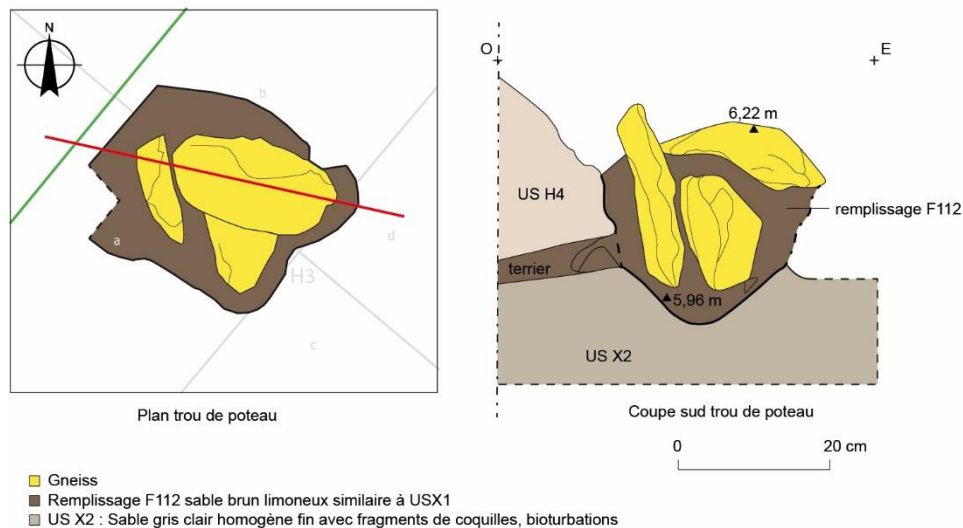 N
b
a
d
H3
c
Plan trou de poteau
O
E
6,22 m
US H4
remplissage F112
terrier
5,96 m
US X2
Coupe sud trou de poteau
0
20 cm
Gneiss
Remplissage F112 sable brun limoneux similaire à USX1
US X2 : Sable gris clair homogène fin avec fragments de coquilles, bioturbations